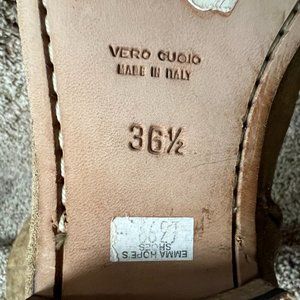 VERO CUOIO
MADE IN ITALY
36½
EMMA HOPE'S
SHOES